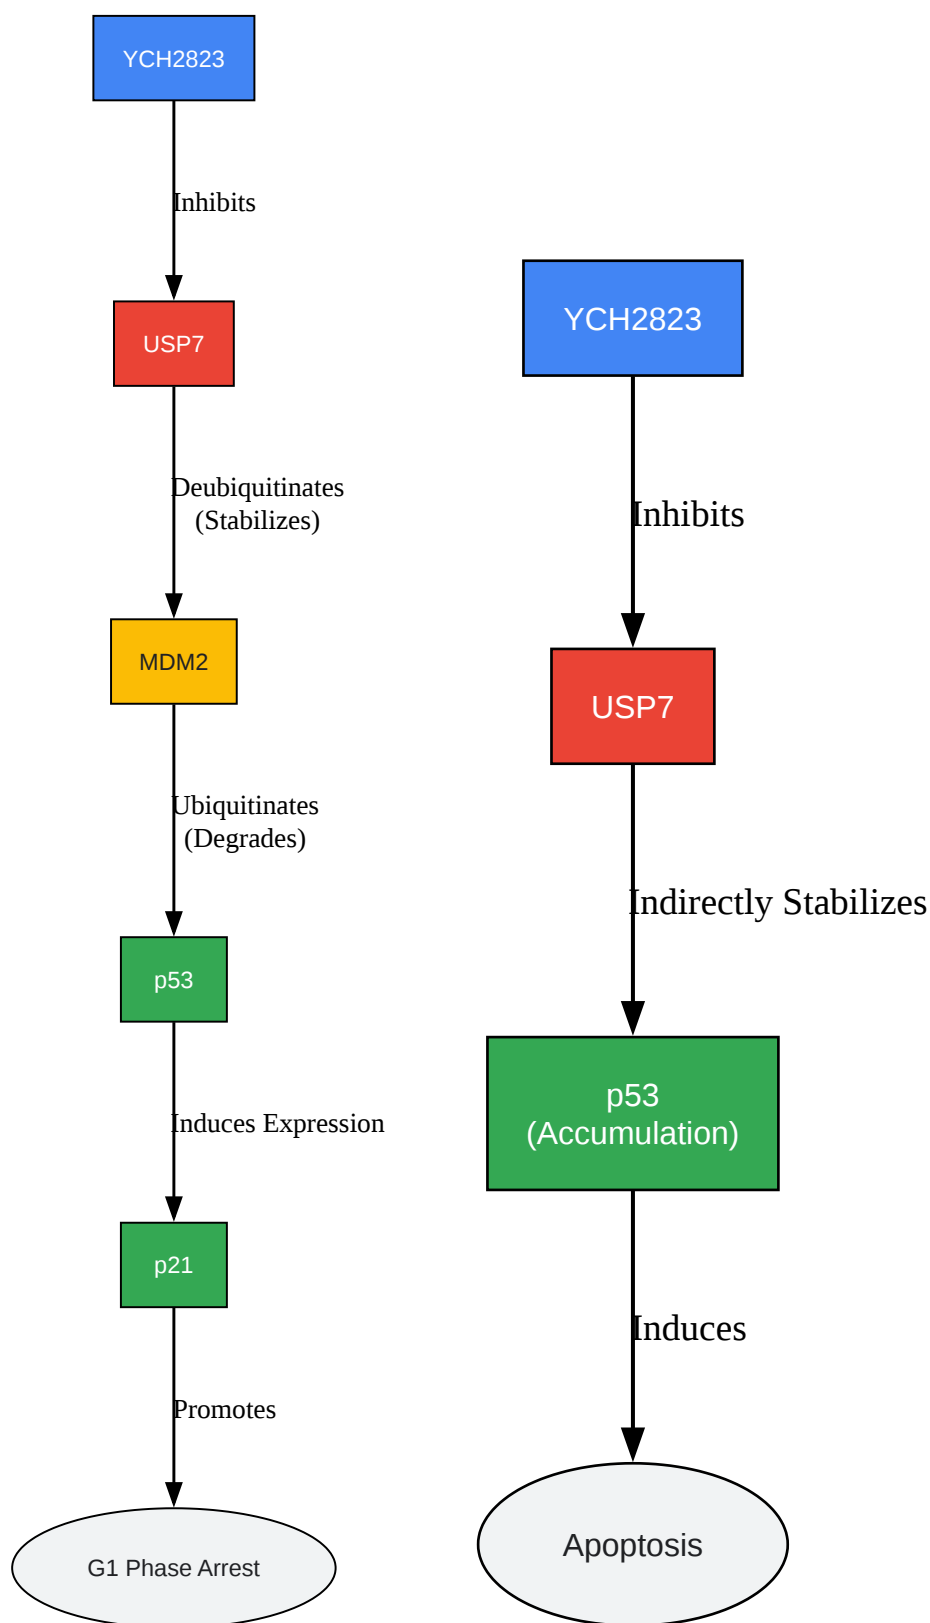 YCH2823
Inhibits
USP7
Deubiquitinates
(Stabilizes)
MDM2
Ubiquitinates
(Degrades)
p53
Induces Expression
p21
Promotes
G1 Phase Arrest
YCH2823
Inhibits
USP7
Indirectly Stabilizes
p53
(Accumulation)
Induces
Apoptosis